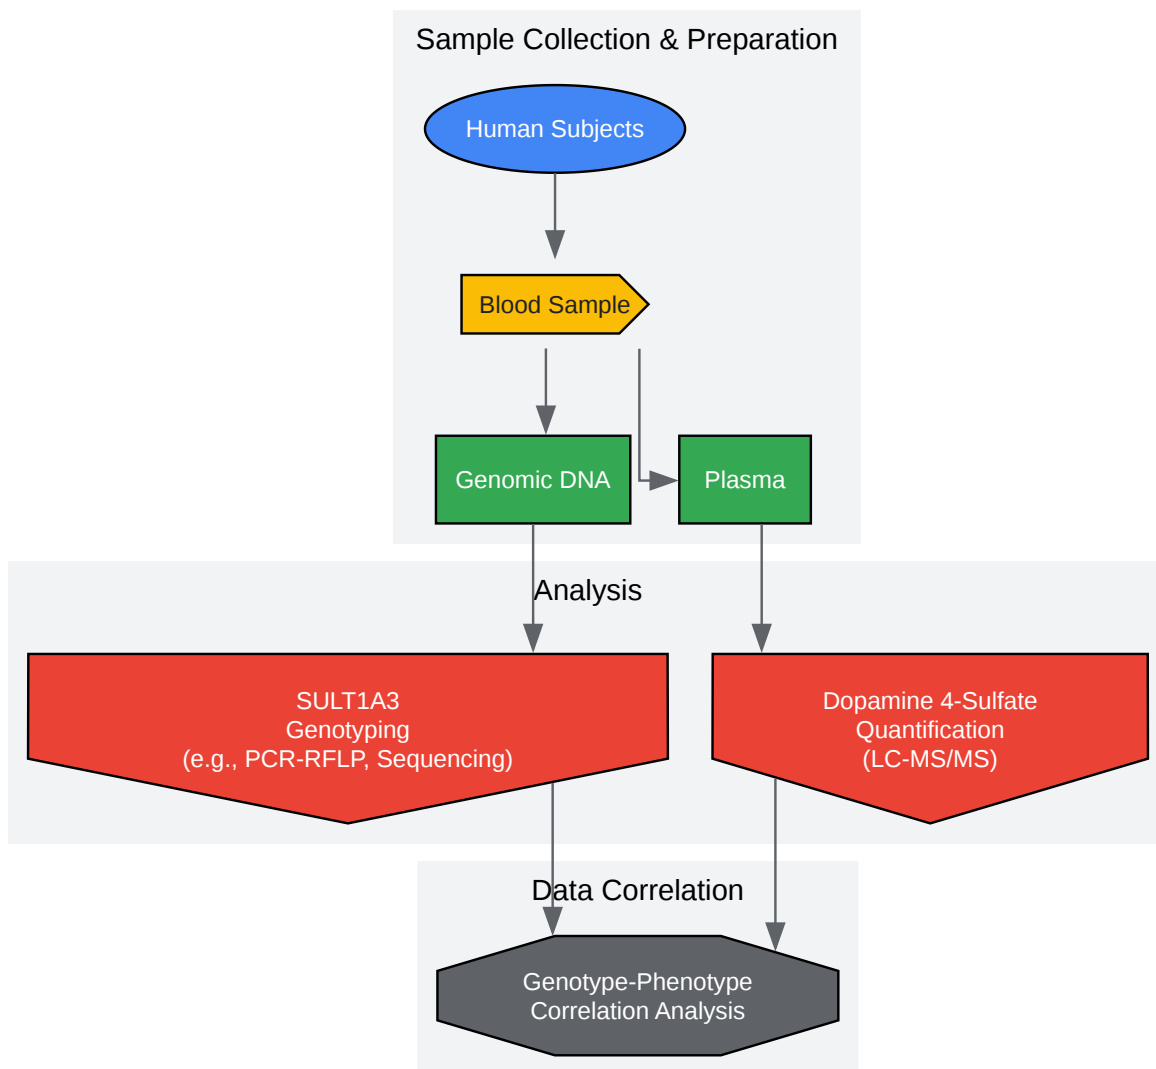 Sample Collection & Preparation
Human Subjects
Blood Sample
Genomic DNA
Plasma
Analysis
SULT1A3
Genotyping
(e.g., PCR-RFLP, Sequencing)
Dopamine 4-Sulfate
Quantification
(LC-MS/MS)
Data Correlation
Genotype-Phenotype
Correlation Analysis